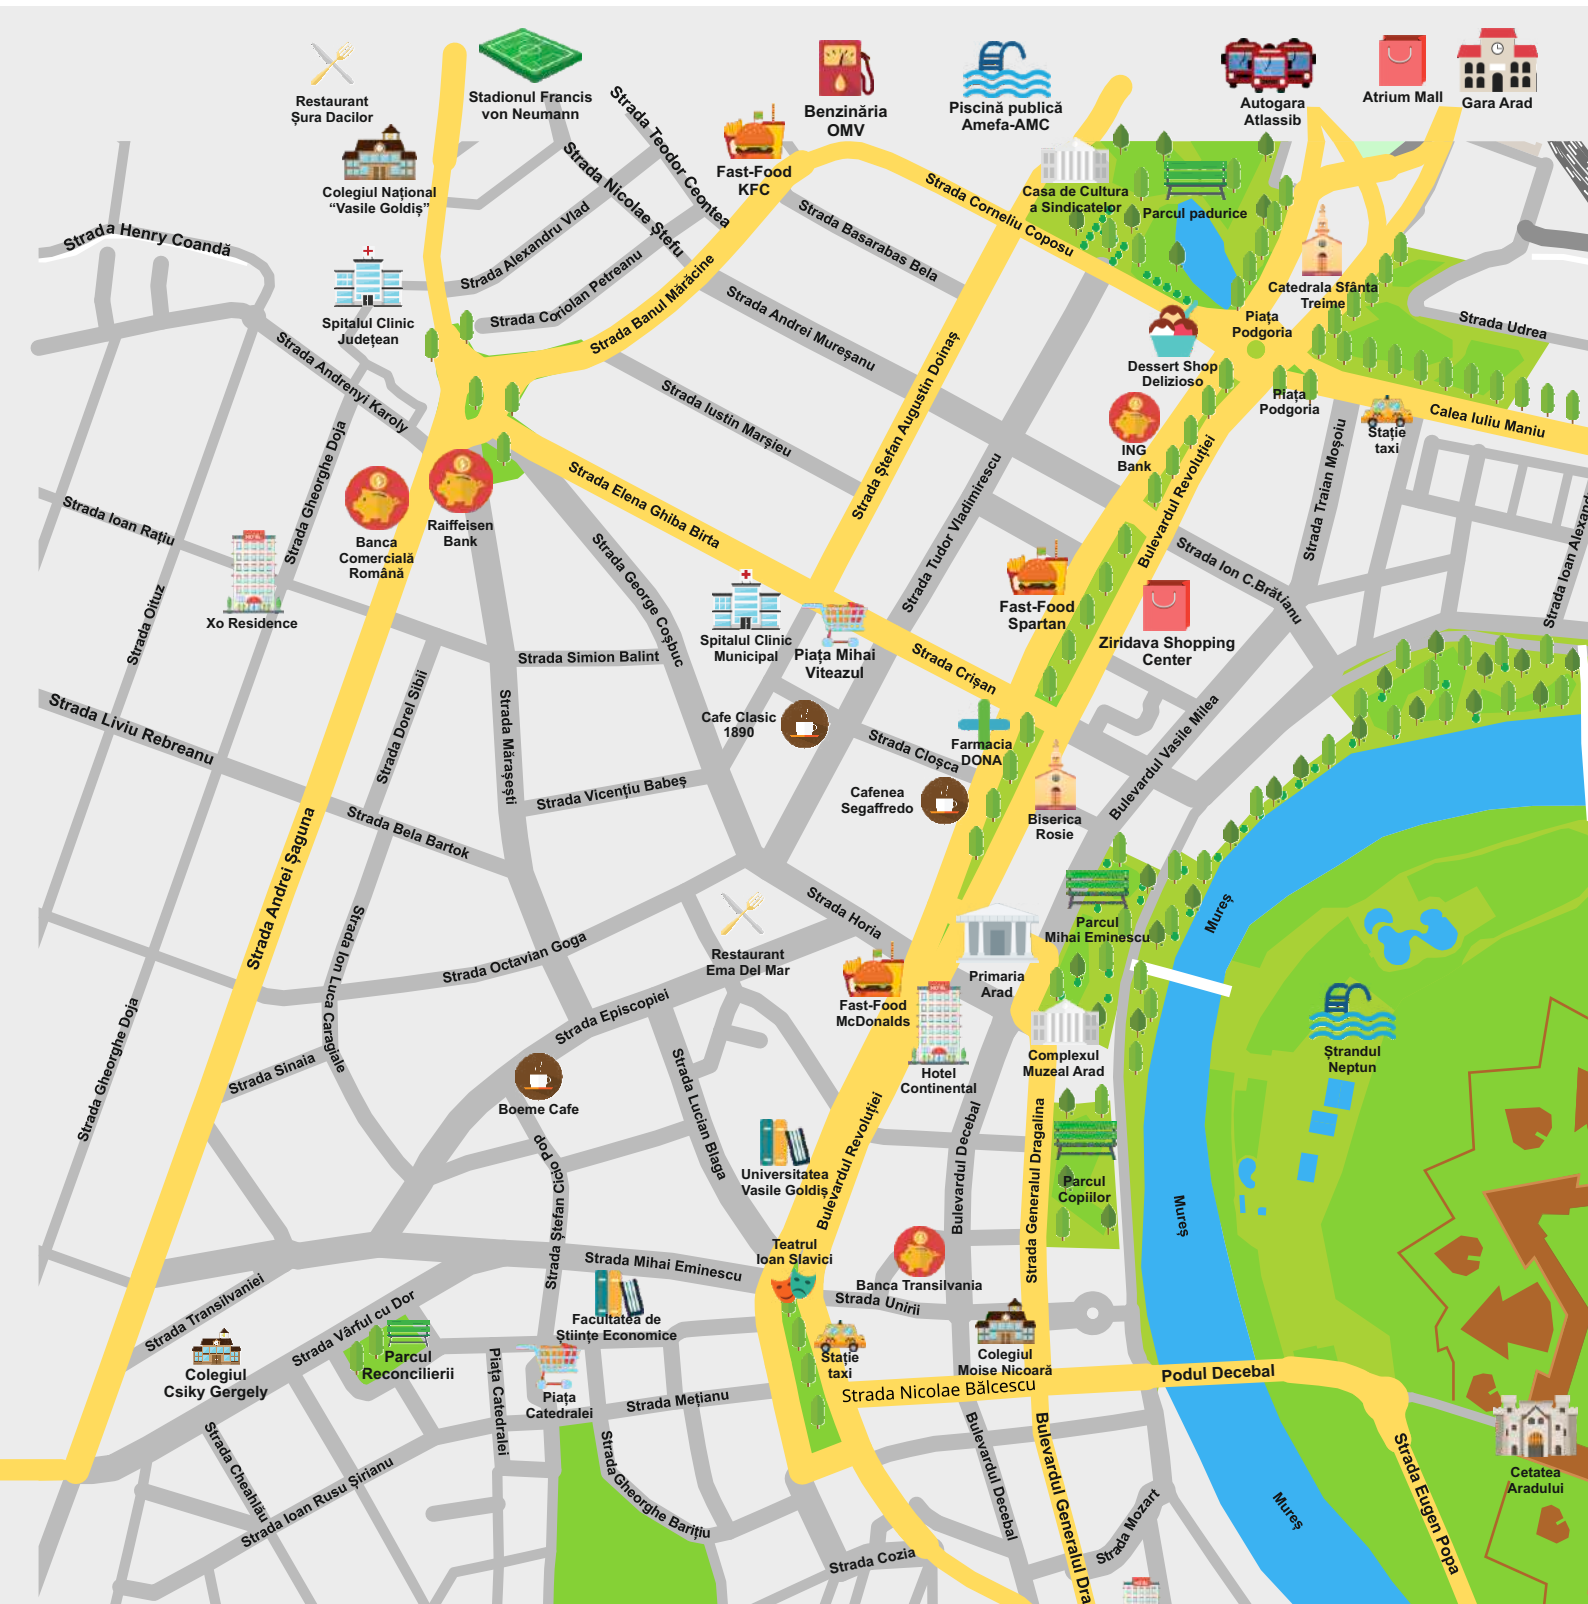 Restaurant
Șura Dacilor
Stadionul Francis
von Neumann
Strada Teodor Ceontea
Benzinăria
OMV
Piscină publică
Amefa-AMC
Autogara
Atlassib
Atrium Mall
Gara Arad
Colegiul Național
“Vasile Goldiș”
Strada Nicolae Ștefu
Fast-Food
KFC
Casa de Cultura
a Sindicatelor
Parcul padurice
Strada Corneliu Coposu
Strada Henry Coandă
Strada Alexandru Vlad
Strada Basarabas Bela
Strada Coriolan Petreanu
Strada Banul Mărăcine
Catedrala Sfânta
Treime
Spitalul Clinic
Județean
Strada Andrei Mureșanu
Piața
Podgoria
Strada Udrea
Strada Andrenyi Karoly
Strada Iustin Marșieu
Strada Ștefan Augustin Doinaș
Dessert Shop
Delizioso
Piața
Podgoria
Calea Iuliu Maniu
Stație
taxi
ING
Bank
Strada Gheorghe Doja
Strada Elena Ghiba Birta
Strada Tudor Vladimirescu
Bulevardul Revoluției
Strada Traian Moșoiu
Strada Ioan Rațiu
Banca
Comercială
Română
Raiffeisen
Bank
Strada George Coșbuc
Strada Ion C.Brătianu
Strada Ioan Alexand
Xo Residence
Strada Oituz
Spitalul Clinic
Municipal
Piața Mihai
Viteazul
Fast-Food
Spartan
Ziridava Shopping
Center
Strada Simion Balint
Strada Crișan
Strada Liviu Rebreanu
Strada Dorel Sibii
Strada Mărășești
Cafe Clasic
1890
Strada Cloșca
Farmacia
DONA
Bulevardul Vasile Milea
Strada Vicențiu Babeș
Cafenea
Segaffredo
Biserica
Rosie
Strada Bela Bartok
Strada Andrei Șaguna
Strada Horia
Parcul
Mihai Eminescu
Mureș
Strada Ion Luca Caragiale
Strada Octavian Goga
Restaurant
Ema Del Mar
Primaria
Arad
Fast-Food
McDonalds
Strada Episcopiei
Strada Gheorghe Doja
Strada Sinaia
Hotel
Continental
Complexul
Muzeal Arad
Ștrandul
Neptun
Boeme Cafe
Strada Lucian Blaga
Strada Ștefan Cicio Pop
Universitatea
Vasile Goldiș
Bulevardul Revoluției
Bulevardul Decebal
Strada Generalul Dragalina
Parcul
Copiilor
Mureș
Teatrul
Ioan Slavici
Strada Mihai Eminescu
Banca Transilvania
Strada Unirii
Strada Transilvaniei
Strada Vârful cu Dor
Facultatea de
Științe Economice
Parcul
Reconcilierii
Colegiul
Csiky Gergely
Piața Catedralei
Piața
Catedralei
Stație
taxi
Colegiul
Moise Nicoară
Podul Decebal
Strada Nicolae Bălcescu
Strada Mețianu
Strada Cheahlău
Strada Ioan Rusu Șirianu
Strada Gheorghe Barițiu
Strada Cozia
Bulevardul Decebal
Bulevardul Generalul Dra
Strada Mozart
Mureș
Strada Eugen Popa
Cetatea
Aradului